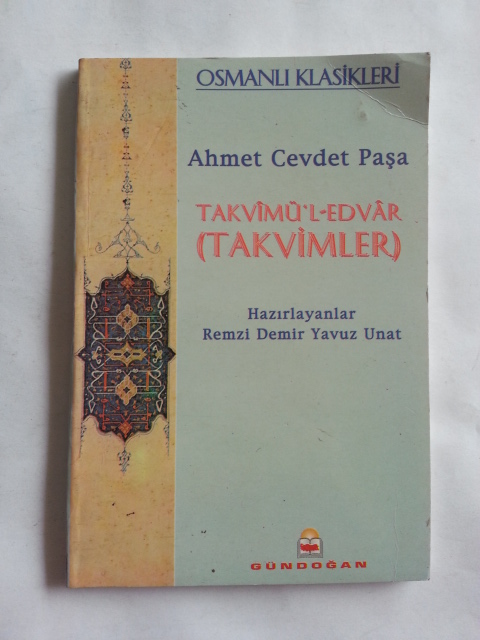 OSMANLI KLASİKLERİ
Ahmet Cevdet Paşa
TAKVÎMÜ'L-EDVÂR
(TAKVİMLER)
Hazırlayanlar
Remzi Demir Yavuz Unat
GÜNDOĞAN